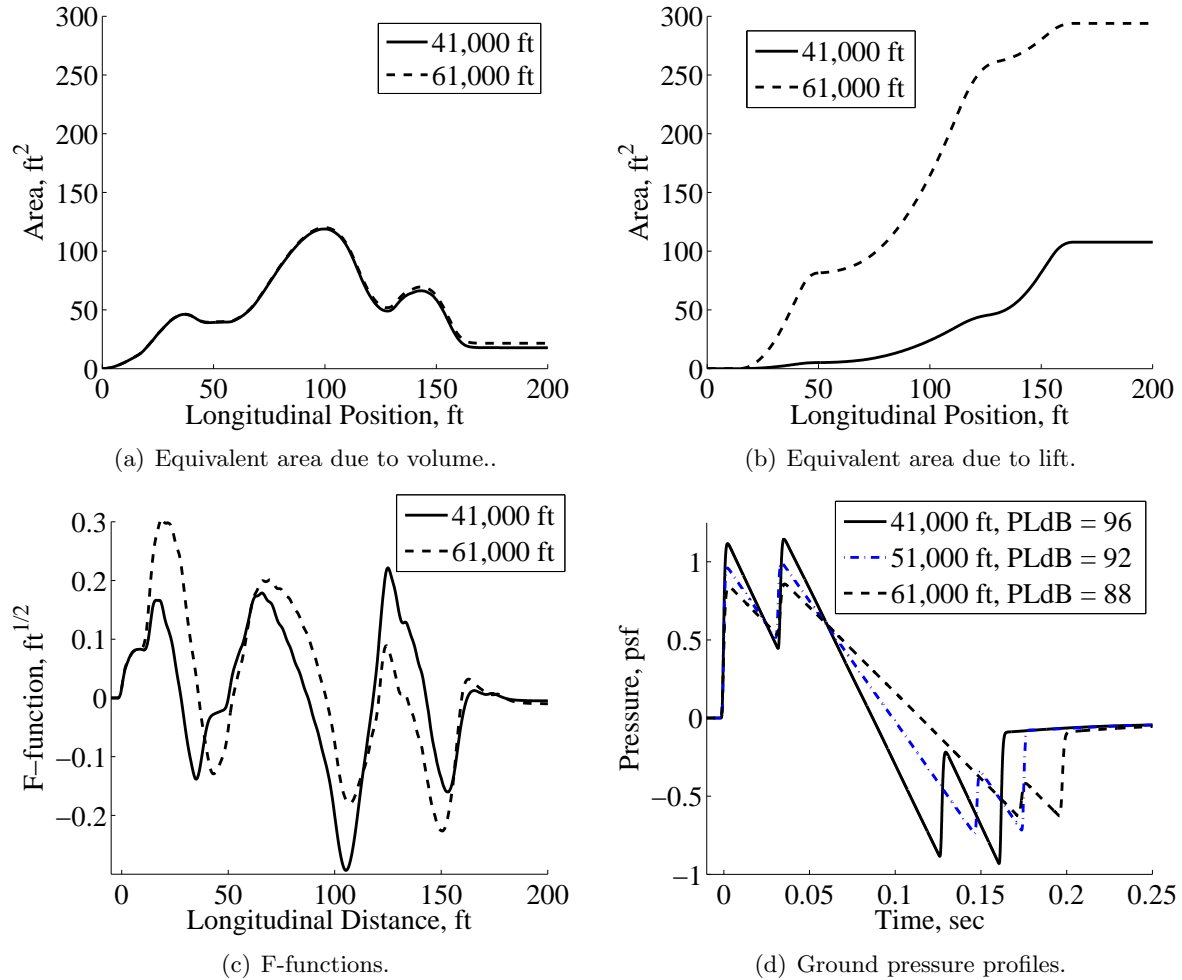 300
250
200
150
100
50
0
Area, ft²
41,000 ft
61,000 ft
0 50 100 150 200
Longitudinal Position, ft
(a) Equivalent area due to volume..
300
250
200
150
100
50
0
Area, ft²
41,000 ft
61,000 ft
0 50 100 150 200
Longitudinal Position, ft
(b) Equivalent area due to lift.
0.3
0.2
0.1
0
−0.1
−0.2
F−function, ft^1/2
41,000 ft
61,000 ft
0 50 100 150 200
Longitudinal Distance, ft
(c) F-functions.
1
0.5
0
−0.5
−1
Pressure, psf
41,000 ft, PLdB = 96
51,000 ft, PLdB = 92
61,000 ft, PLdB = 88
0 0.05 0.1 0.15 0.2 0.25
Time, sec
(d) Ground pressure profiles.